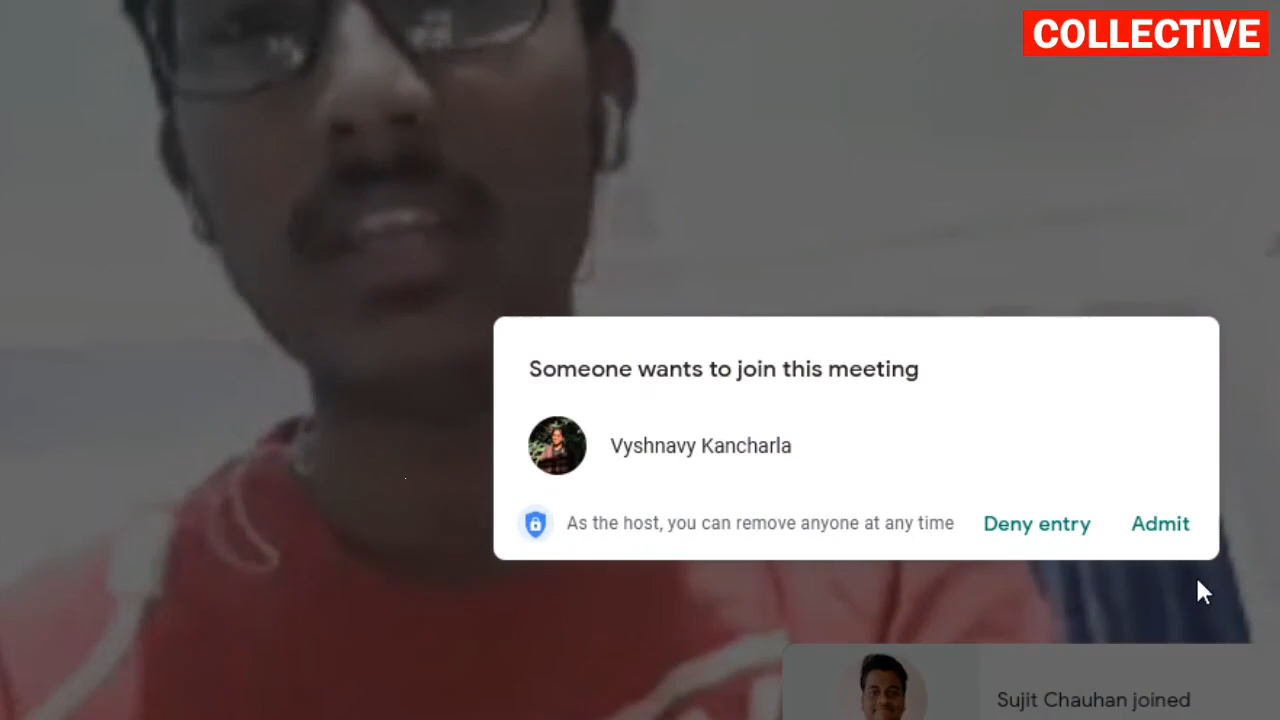 COLLECTIVE
Someone wants to join this meeting
Vyshnavy Kancharla
As the host, you can remove anyone at any time
Deny entry
Admit
Sujit Chauhan joined